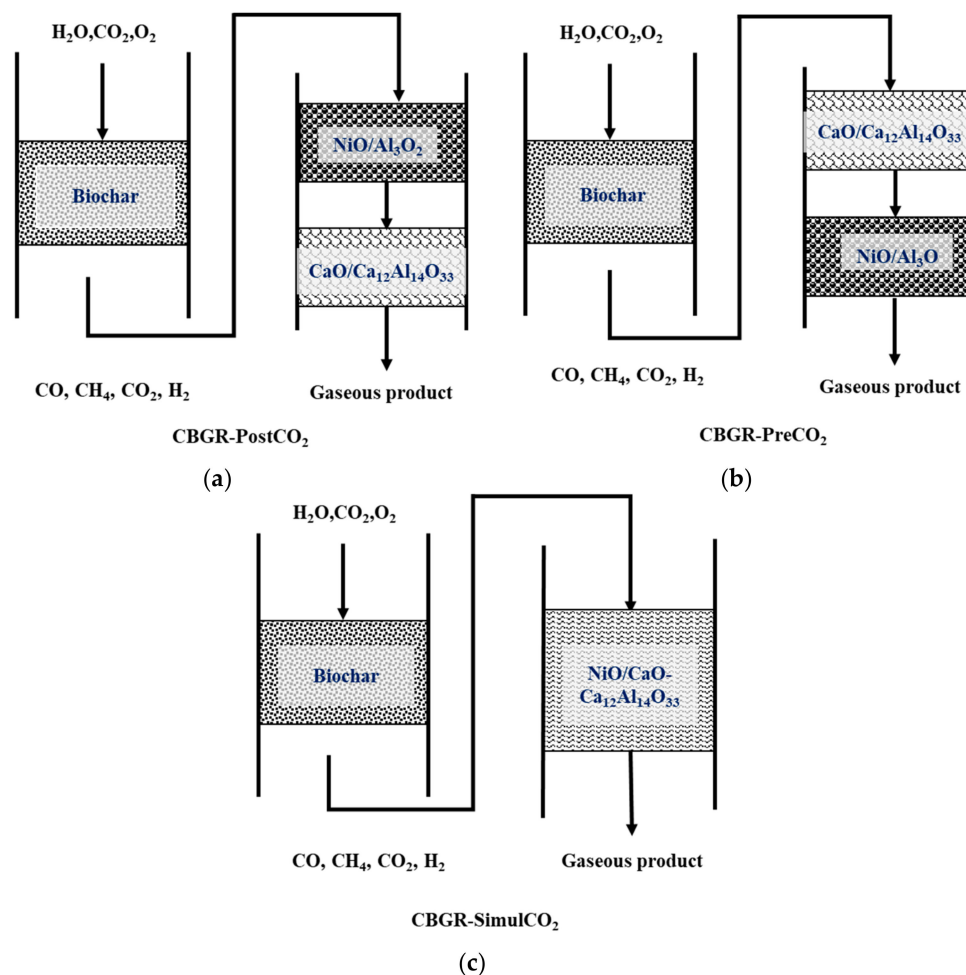 H₂O,CO₂,O₂
Biochar
CO, CH₄, CO₂, H₂
NiO/Al₃O₂
CaO/Ca₁₂Al₁₄O₃₃
Gaseous product
CBGR-PostCO₂
(a)
H₂O,CO₂,O₂
Biochar
CO, CH₄, CO₂, H₂
CaO/Ca₁₂Al₁₄O₃₃
NiO/Al₃O
Gaseous product
CBGR-PreCO₂
(b)
H₂O,CO₂,O₂
Biochar
CO, CH₄, CO₂, H₂
NiO/CaO-
Ca₁₂Al₁₄O₃₃
Gaseous product
CBGR-SimulCO₂
(c)